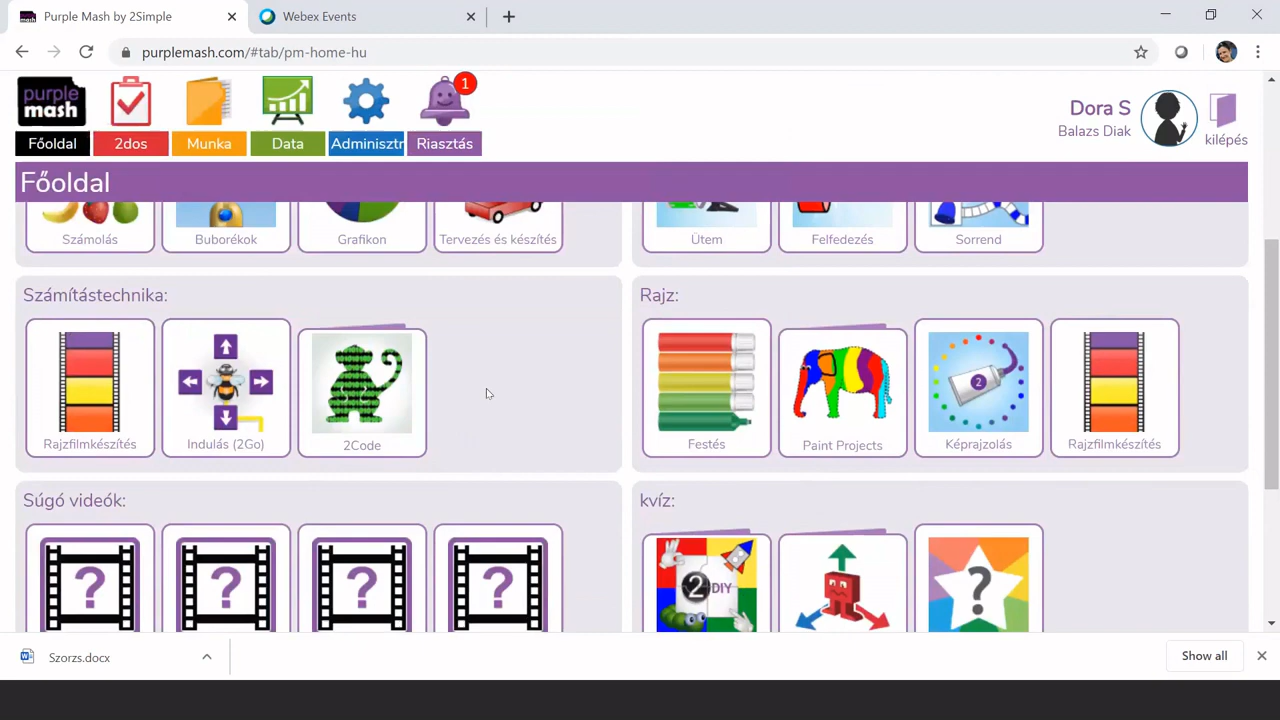 Purple Mash by 2Simple
Webex Events
purplemash.com/#tab/pm-home-hu
purple
mash
1
Főoldal
2dos
Munka
Data
Adminisztr
Riasztás
Dora S
Balazs Diak
kilépés
Főoldal
Számolás
Buborékok
Grafikon
Tervezés és készítés
Ütem
Felfedezés
Sorrend
Számítástechnika:
Rajzfilmkészítés
Indulás (2Go)
2Code
Rajz:
2
Festés
Paint Projects
Képrajzolás
Rajzfilmkészítés
Súgó videók:
? ? ? ?
kvíz:
2 DIY
?
Szorzs.docx
Show all